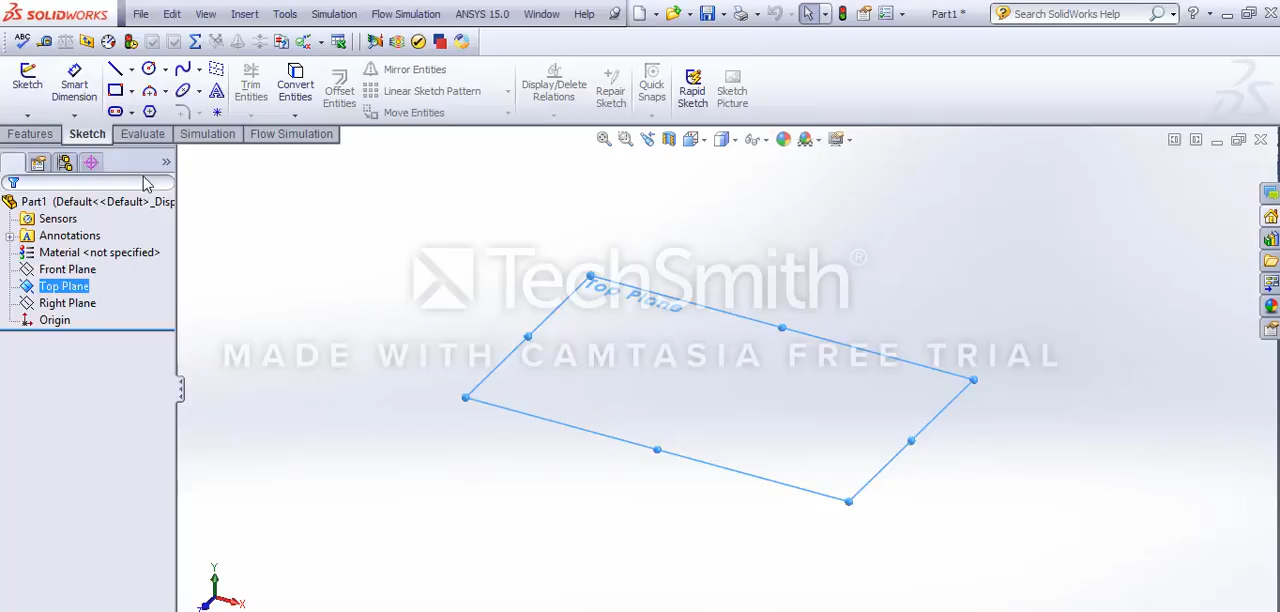 SOLIDWORKS File Edit View Insert Tools Simulation Flow Simulation ANSYS 15.0 Window Help Part1 * Search SolidWorks Help
ABC
Sketch Smart Dimension Trim Entities Convert Entities Offset Entities Mirror Entities Linear Sketch Pattern Move Entities Display/Delete Relations Repair Sketch Quick Snaps Rapid Sketch Sketch Picture
Features Sketch Evaluate Simulation Flow Simulation
Part1 (Default<<Default>_Disp
Sensors
Annotations
Material <not specified>
Front Plane
Top Plane
Right Plane
Origin
Top Plane
TechSmith®
MADE WITH CAMTASIA FREE TRIAL
Y
X
Z